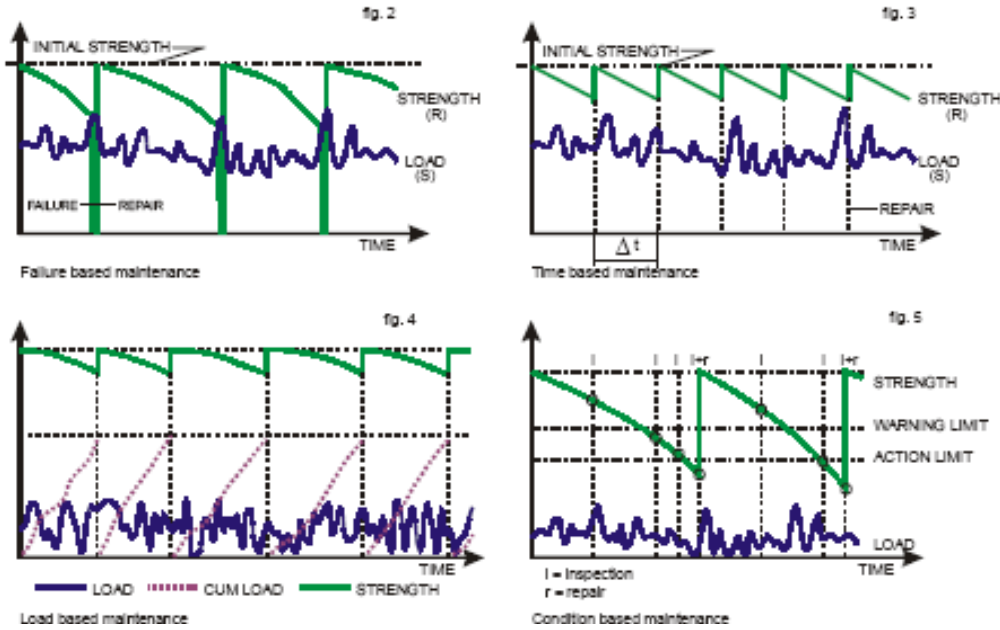 fig. 2
INITIAL STRENGTH
STRENGTH
(R)
LOAD
(S)
FAILURE
REPAIR
TIME
Failure based maintenance
fig. 3
INITIAL STRENGTH
STRENGTH
(R)
LOAD
(S)
REPAIR
TIME
Δt
Time based maintenance
fig. 4
TIME
LOAD
CUM LOAD
STRENGTH
Load based maintenance
fig. 5
I
I
I
I+r
I
I
I+r
STRENGTH
WARNING LIMIT
ACTION LIMIT
LOAD
TIME
I = Inspection
r = repair
Condition based maintenance